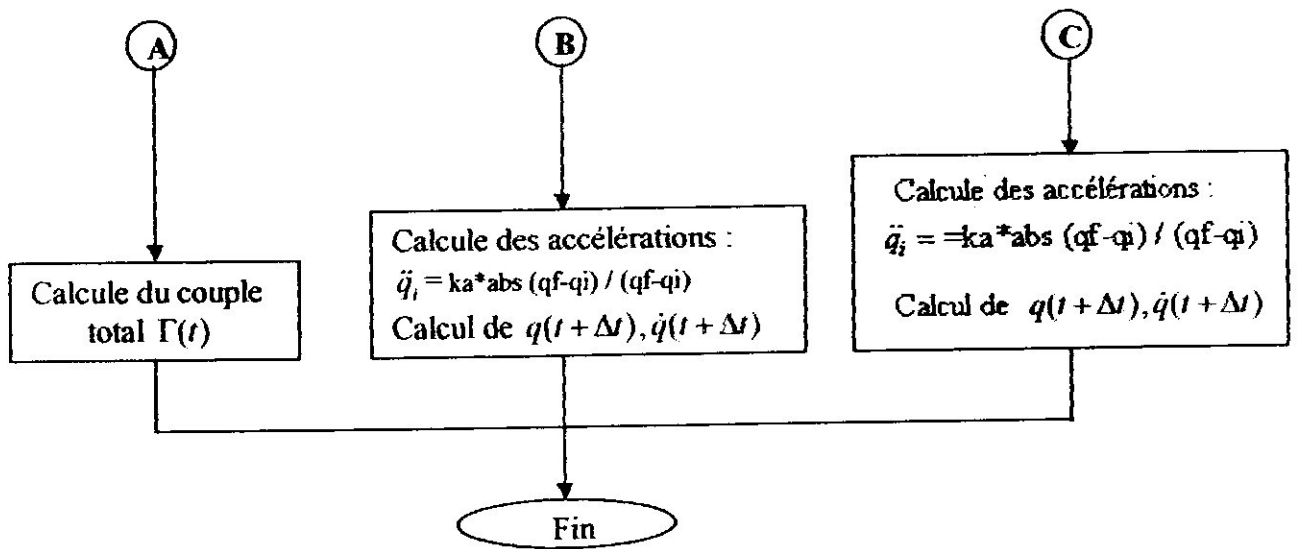 A
B
C
Calcule du couple
total Γ(t)
Calcule des accélérations :
q̈ᵢ = ka*abs (qf-qi) / (qf-qi)
Calcul de q(t + Δt), q̇(t + Δt)
Calcule des accélérations :
q̈ᵢ = =ka*abs (qf-qi) / (qf-qi)
Calcul de q(t + Δt), q̇(t + Δt)
Fin